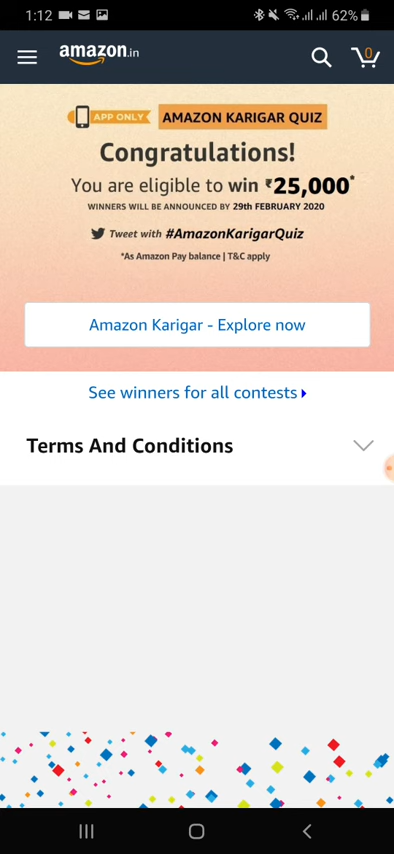 1:12 62%
amazon.in
0
APP ONLY AMAZON KARIGAR QUIZ
Congratulations!
You are eligible to win ₹25,000*
WINNERS WILL BE ANNOUNCED BY 29th FEBRUARY 2020
Tweet with #AmazonKarigarQuiz
*As Amazon Pay balance | T&C apply
Amazon Karigar - Explore now
See winners for all contests
Terms And Conditions